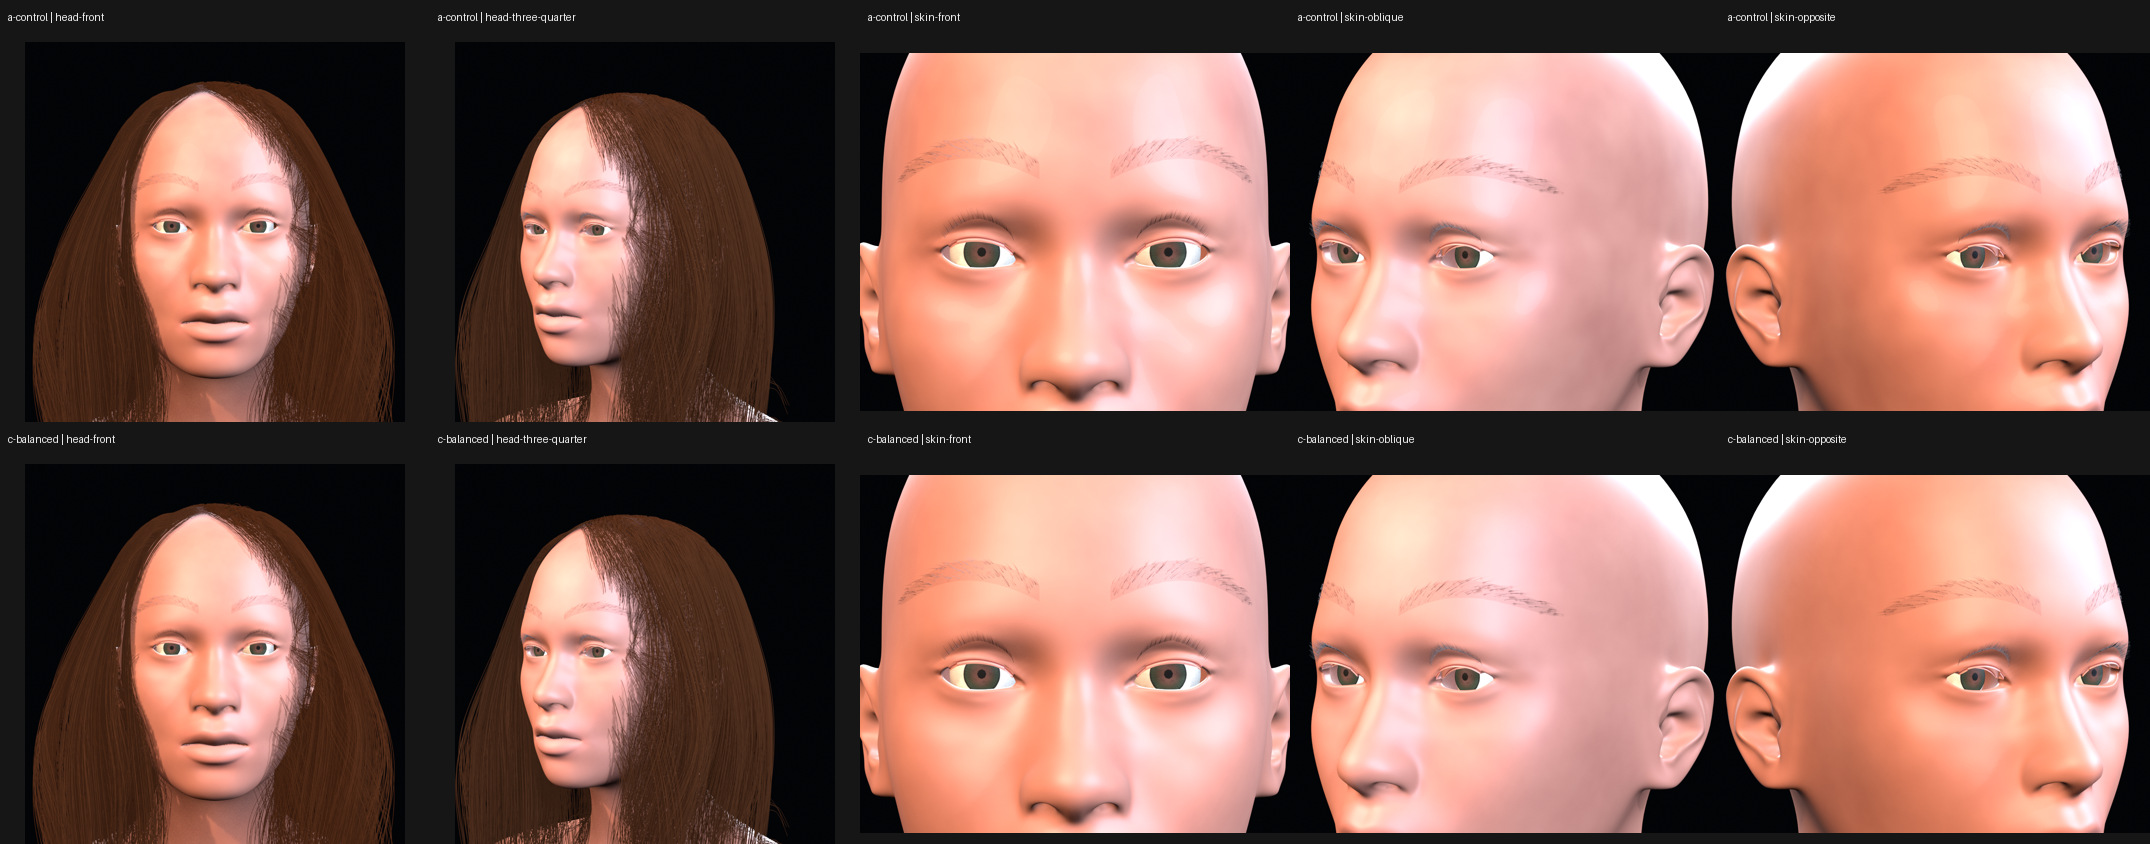 a-control | head-front
a-control | head-three-quarter
a-control | skin-front
a-control | skin-oblique
a-control | skin-opposite
c-balanced | head-front
c-balanced | head-three-quarter
c-balanced | skin-front
c-balanced | skin-oblique
c-balanced | skin-opposite